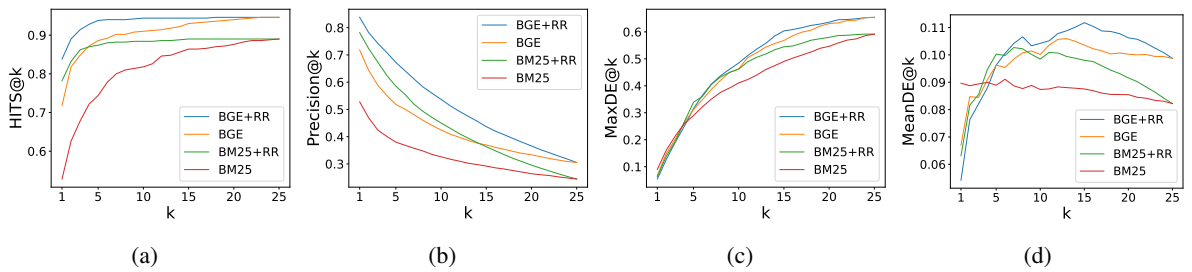 HITS@k
0.9
0.8
0.7
0.6
1 5 10 15 20 25
k
BGE+RR
BGE
BM25+RR
BM25
(a)
Precision@k
0.8
0.7
0.6
0.5
0.4
0.3
1 5 10 15 20 25
k
BGE+RR
BGE
BM25+RR
BM25
(b)
MaxDE@k
0.6
0.5
0.4
0.3
0.2
0.1
1 5 10 15 20 25
k
BGE+RR
BGE
BM25+RR
BM25
(c)
MeanDE@k
0.11
0.10
0.09
0.08
0.07
0.06
1 5 10 15 20 25
k
BGE+RR
BGE
BM25+RR
BM25
(d)